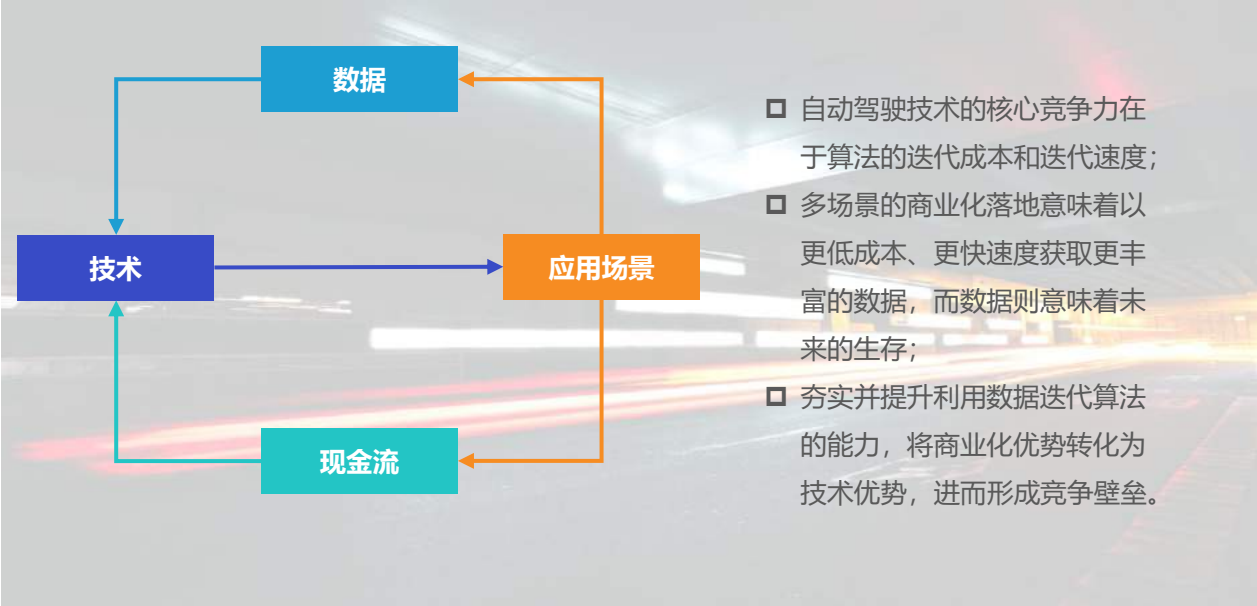 数据
技术
应用场景
现金流
自动驾驶技术的核心竞争力在
于算法的迭代成本和迭代速度；
多场景的商业化落地意味着以
更低成本、更快速度获取更丰
富的数据，而数据则意味着未
来的生存；
夯实并提升利用数据迭代算法
的能力，将商业化优势转化为
技术优势，进而形成竞争壁垒。